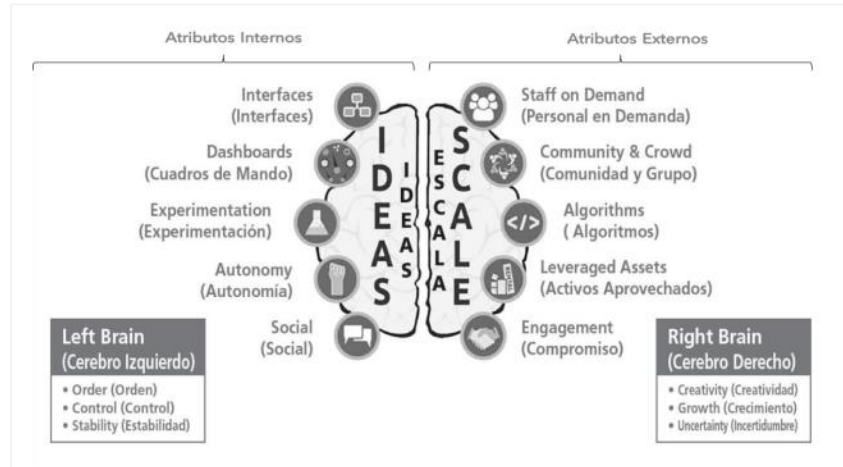 Atributos Internos
Atributos Externos
Interfaces
(Interfaces)
Dashboards
(Cuadros de Mando)
Experimentation
(Experimentación)
Autonomy
(Autonomía)
Social
(Social)
IDEAS
IDEAS
ESCALA
SCALE
Staff on Demand
(Personal en Demanda)
Community & Crowd
(Comunidad y Grupo)
</>
Algorithms
( Algoritmos)
Leveraged Assets
(Activos Aprovechados)
Engagement
(Compromiso)
Left Brain
(Cerebro Izquierdo)
• Order (Orden)
• Control (Control)
• Stability (Estabilidad)
Right Brain
(Cerebro Derecho)
• Creativity (Creatividad)
• Growth (Crecimiento)
• Uncertainty (Incertidumbre)